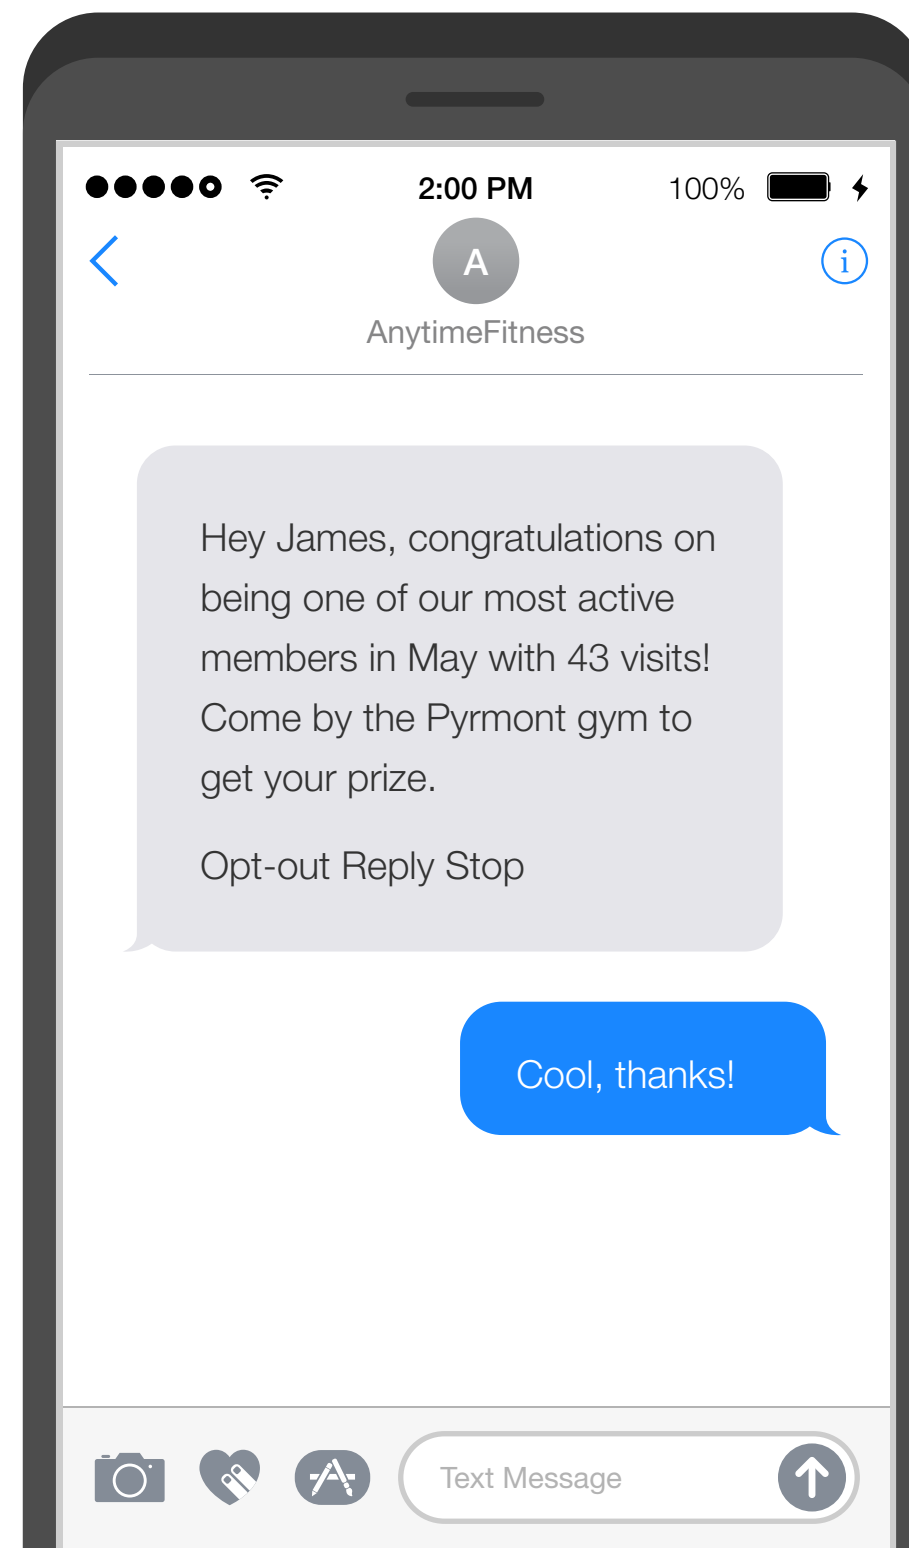 2:00 PM 100%
A
i
AnytimeFitness
Hey James, congratulations on
being one of our most active
members in May with 43 visits!
Come by the Pyrmont gym to
get your prize.
Opt-out Reply Stop
Cool, thanks!
Text Message